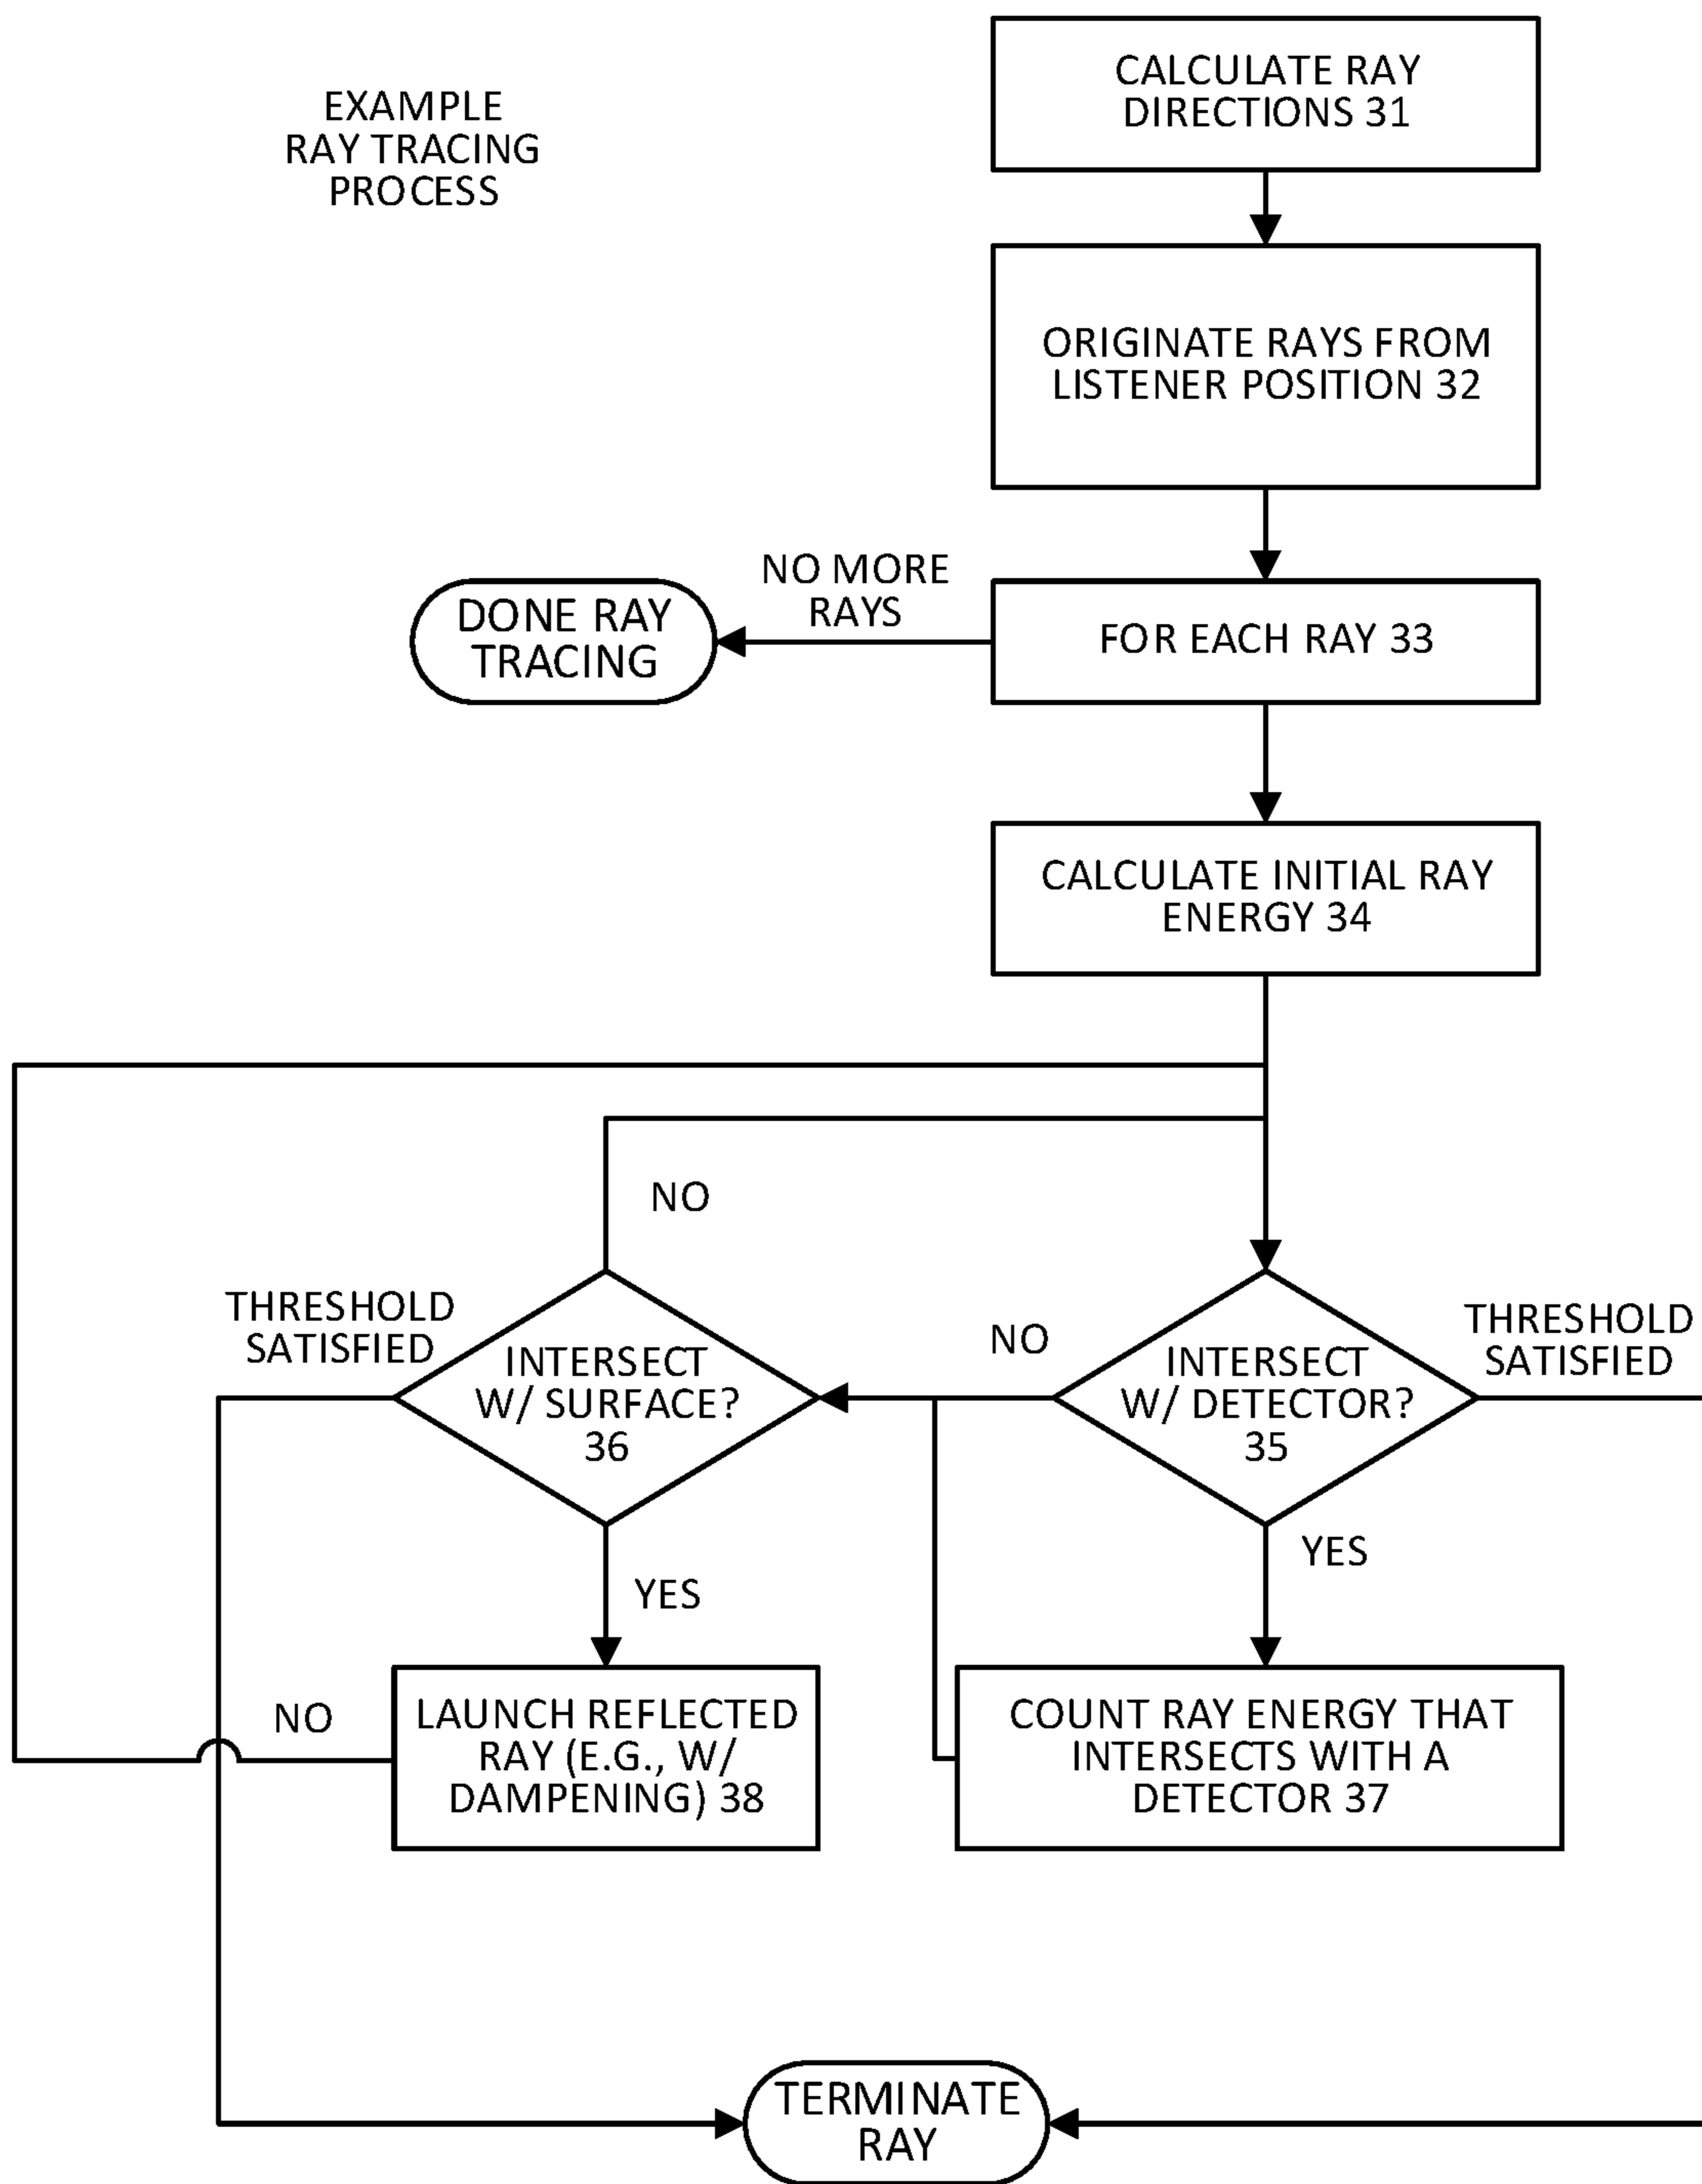 EXAMPLE
RAY TRACING
PROCESS
CALCULATE RAY
DIRECTIONS 31
ORIGINATE RAYS FROM
LISTENER POSITION 32
NO MORE
RAYS
DONE RAY
TRACING
FOR EACH RAY 33
CALCULATE INITIAL RAY
ENERGY 34
NO
THRESHOLD
SATISFIED
INTERSECT
W/ SURFACE?
36
NO
INTERSECT
W/ DETECTOR?
35
THRESHOLD
SATISFIED
YES
YES
NO
LAUNCH REFLECTED
RAY (E.G., W/
DAMPENING) 38
COUNT RAY ENERGY THAT
INTERSECTS WITH A
DETECTOR 37
TERMINATE
RAY